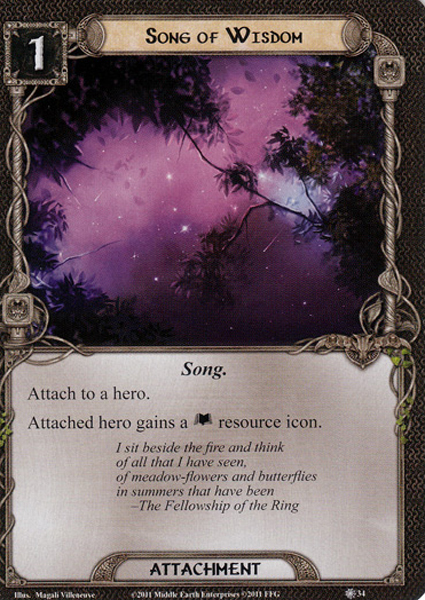 1
SONG OF WISDOM
Song.
Attach to a hero.
Attached hero gains a resource icon.
I sit beside the fire and think
of all that I have seen,
of meadow-flowers and butterflies
in summers that have been
–The Fellowship of the Ring
ATTACHMENT
Illus. Magali Villeneuve
©2011 Middle Earth Enterprises ©2011 FFG
34